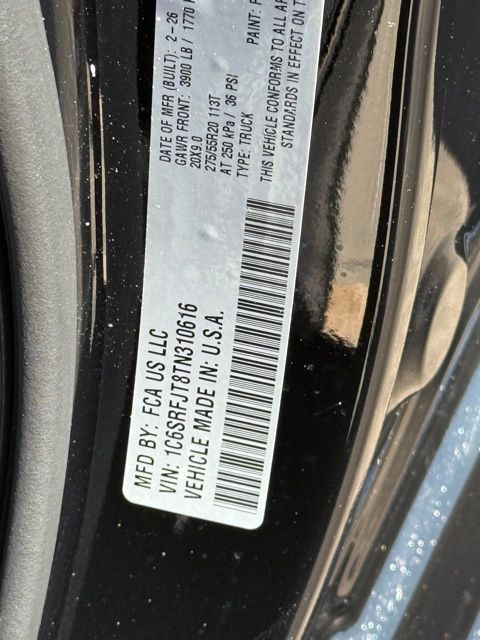 MFD BY: FCA US LLC
VIN: 1C6SRFJT8TN310616
VEHICLE MADE IN: U.S.A.
DATE OF MFR (BUILT): 2-26
GAWR FRONT: 3900 LB / 1770
20X9.0
275/55R20 113T
AT 250 kPa / 36 PSI
TYPE: TRUCK
PAINT:
THIS VEHICLE CONFORMS TO ALL
STANDARDS IN EFFECT ON